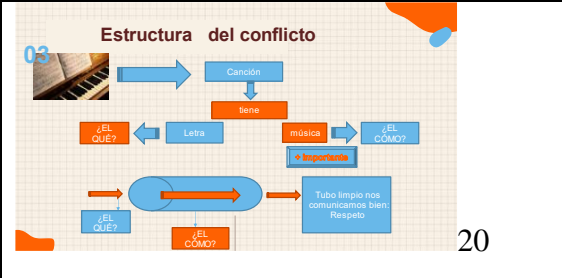 Estructura del conflicto
03
Canción
tiene
¿EL
QUÉ?
Letra
música
¿EL
CÓMO?
+ Importante
Tubo limpio nos
comunicamos bien:
Respeto
¿EL
QUÉ?
¿EL
CÓMO?
20